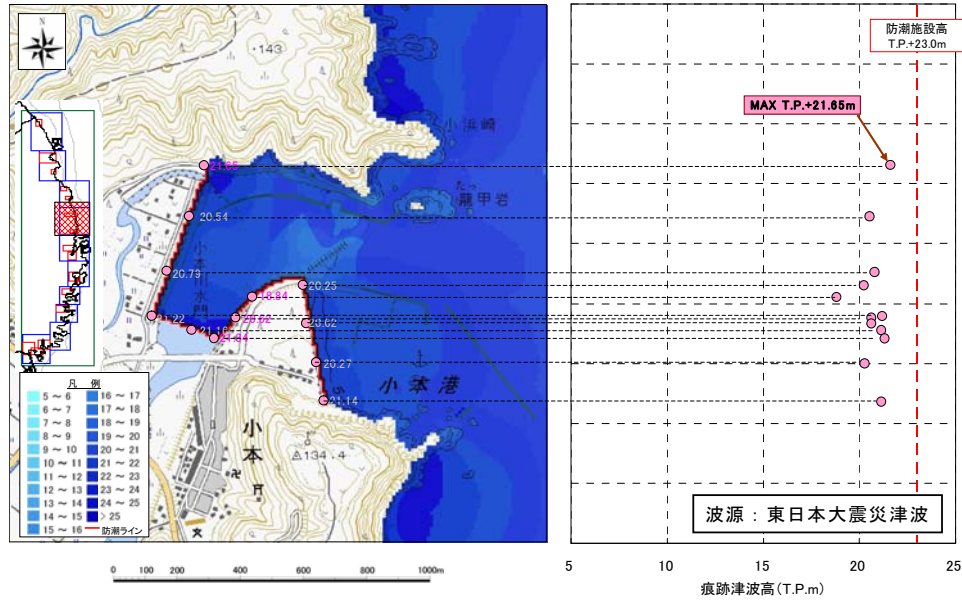 N
・143
小浜崎
たつ
龍甲岩
21.65
20.54
20.79
小本川水門
20.25
18.84
21.22
20.62
20.62
21.16
21.34
20.27
小本港
21.14
小本
134.4
凡 例
5 ～ 6
6 ～ 7
7 ～ 8
8 ～ 9
9 ～ 10
10 ～ 11
11 ～ 12
12 ～ 13
13 ～ 14
14 ～ 15
15 ～ 16
16 ～ 17
17 ～ 18
18 ～ 19
19 ～ 20
20 ～ 21
21 ～ 22
22 ～ 23
23 ～ 24
24 ～ 25
＞25
防潮ライン
0 200 400 600 800 1000m
防潮施設高
T.P.+23.0m
MAX T.P.+21.65m
波源：東日本大震災津波
5 10 15 20 25
痕跡津波高(T.P.m)